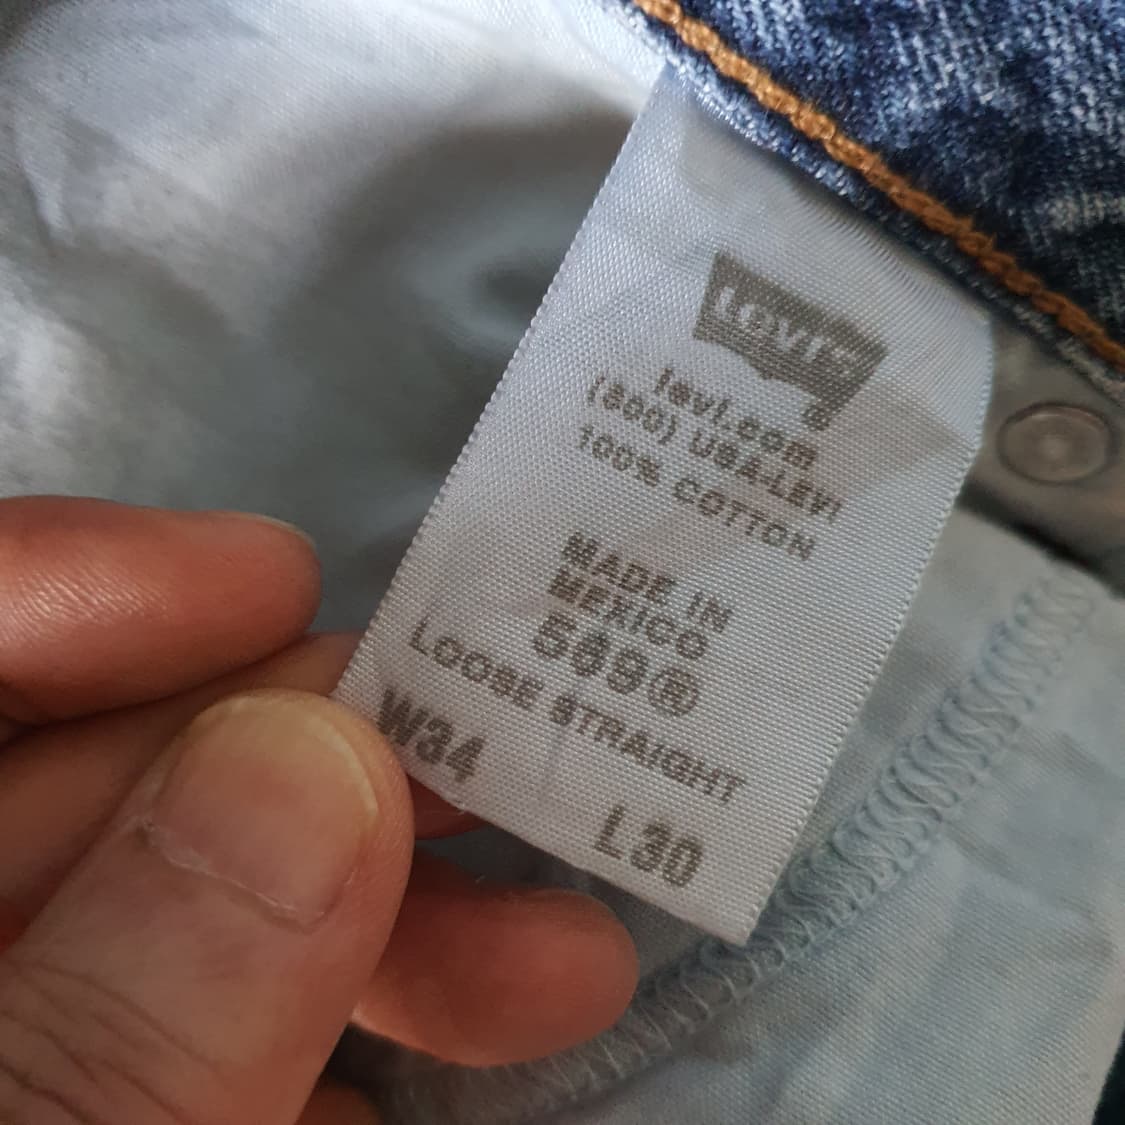 Levi's
®
levi.com
(800) USA-LEVI
100% COTTON
MADE IN
MEXICO
569®
LOOSE STRAIGHT
W34
L30